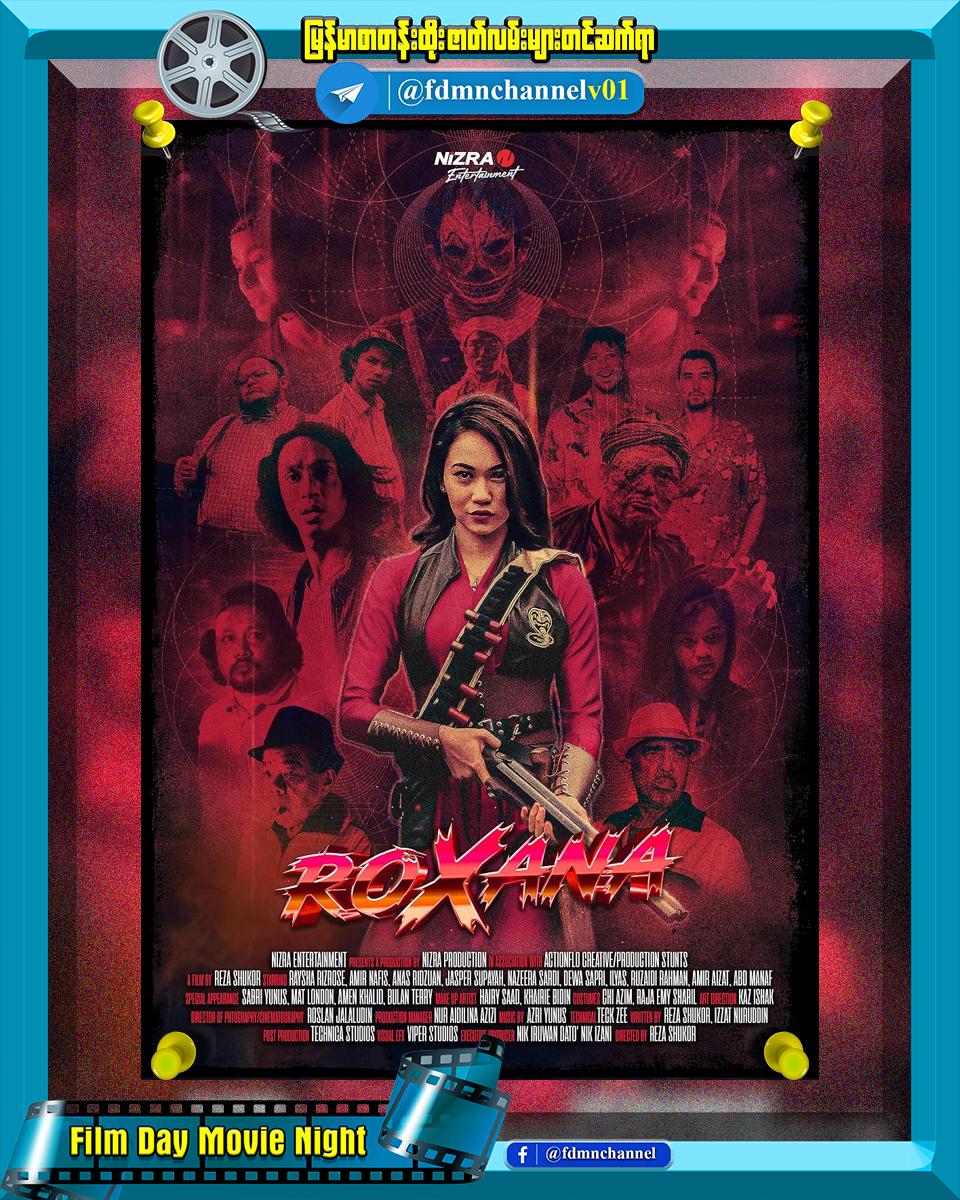 မြန်မာစာတန်းထိုးဇာတ်လမ်းများတင်ဆက်ရာ
@fdmnchannelv01
NIZRA
Entertainment
ROXANA
NIZRA ENTERTAINMENT PRESENTS A PRODUCTION BY NIZRA PRODUCTION IN ASSOCIATION WITH ACTIONFLO CREATIVE/PRODUCTION STUNTS
A FILM BY REZA SHUKOR STARRING RAYSHA RIZROSE, AMIR NAFIS, ANAS RIDZUAN, JASPER SUPAYAH, NAZEERA SABDI, DEWA SAPRI, ILYAS, ROZAIDI RAHMAN, AMIR AIZAT, ABD MANAF
SPECIAL APPEARANCE SABRI YUNUS, MAT LONDON, AMEN KHALID, BULAN TERRY MAKE UP ARTIST HAIRY SAAD, KHAIRIE BIDIN COSTUMES CHI AZIM, RAJA EMY SHARIL ART DIRECTION KAZ ISHAK
DIRECTOR OF PHTOGRAPHY/CINEMATOGRAPHY ROSLAN JALALUDIN PRODUCTION MANAGER NUR AIDILINA AZIZI MUSIC BY AZRI YUNUS TECHNICAL TECK ZEE WRITTEN BY REZA SHUKOR, IZZAT NURUDDIN
POST PRODUCTION TECHNICA STUDIOS VISUAL EFX VIPER STUDIOS EXECUTIVE PRODUCER NIK IRUWAN DATO' NIK IZANI DIRECTED BY REZA SHUKOR
Film Day Movie Night
@fdmnchannel